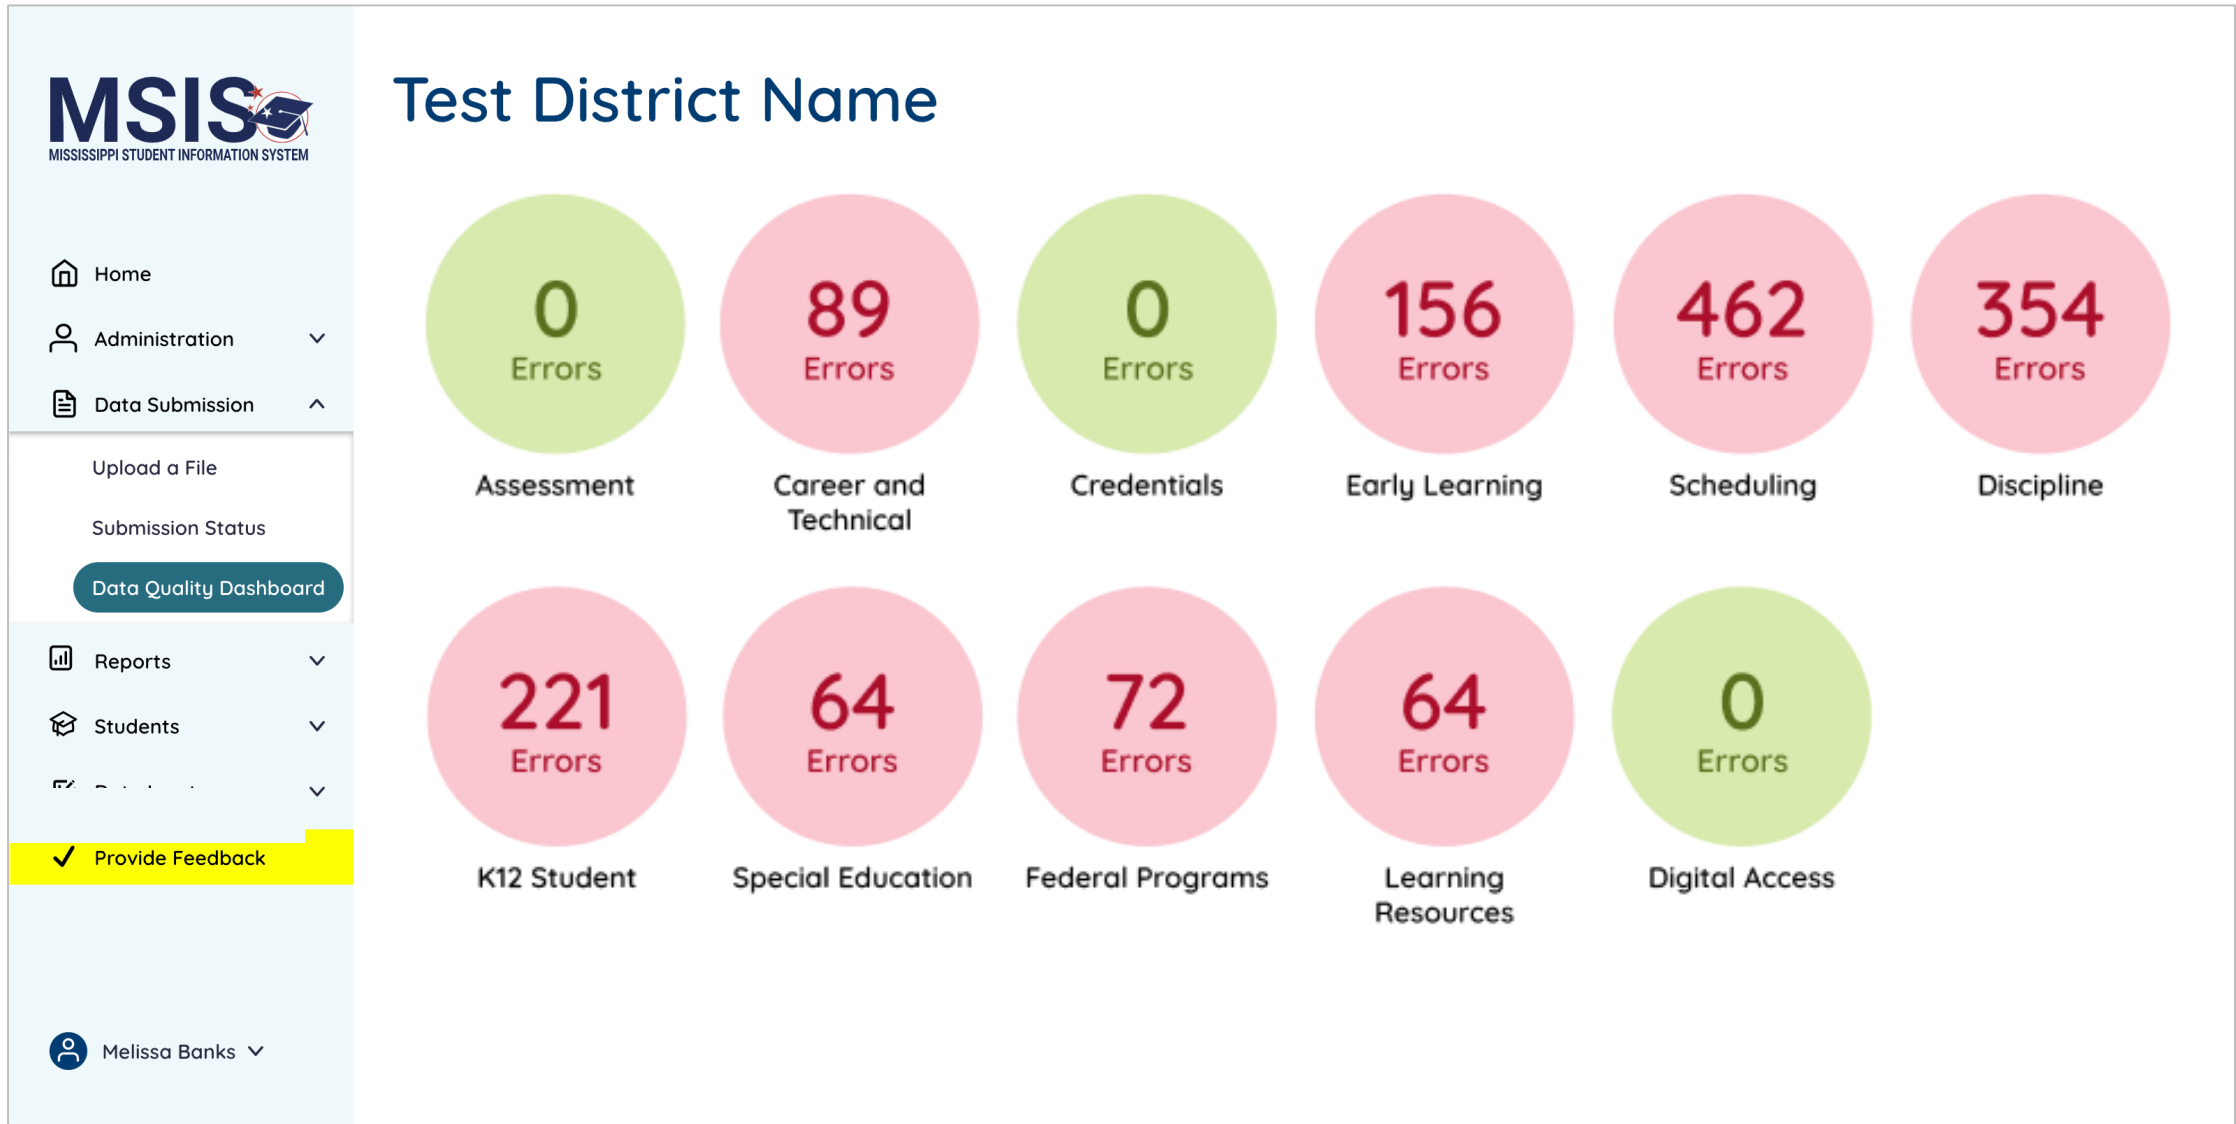 MSIS
MISSISSIPPI STUDENT INFORMATION SYSTEM
Home
Administration
Data Submission
Upload a File
Submission Status
Data Quality Dashboard
Reports
Students
Provide Feedback
Melissa Banks
Test District Name
0
Errors
Assessment
89
Errors
Career and
Technical
0
Errors
Credentials
156
Errors
Early Learning
462
Errors
Scheduling
354
Errors
Discipline
221
Errors
K12 Student
64
Errors
Special Education
72
Errors
Federal Programs
64
Errors
Learning
Resources
0
Errors
Digital Access